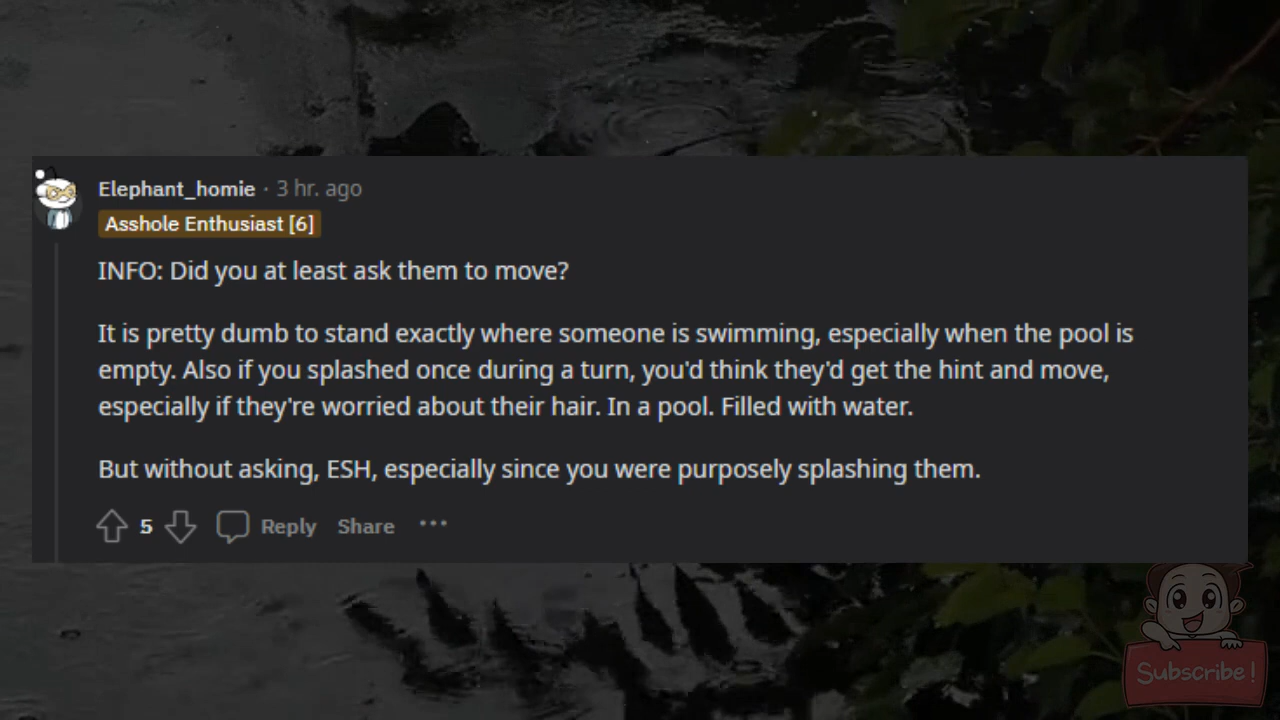 Elephant_homie · 3 hr. ago
Asshole Enthusiast [6]
INFO: Did you at least ask them to move?
It is pretty dumb to stand exactly where someone is swimming, especially when the pool is
empty. Also if you splashed once during a turn, you'd think they'd get the hint and move,
especially if they're worried about their hair. In a pool. Filled with water.
But without asking, ESH, especially since you were purposely splashing them.
5 Reply Share ···
Subscribe!